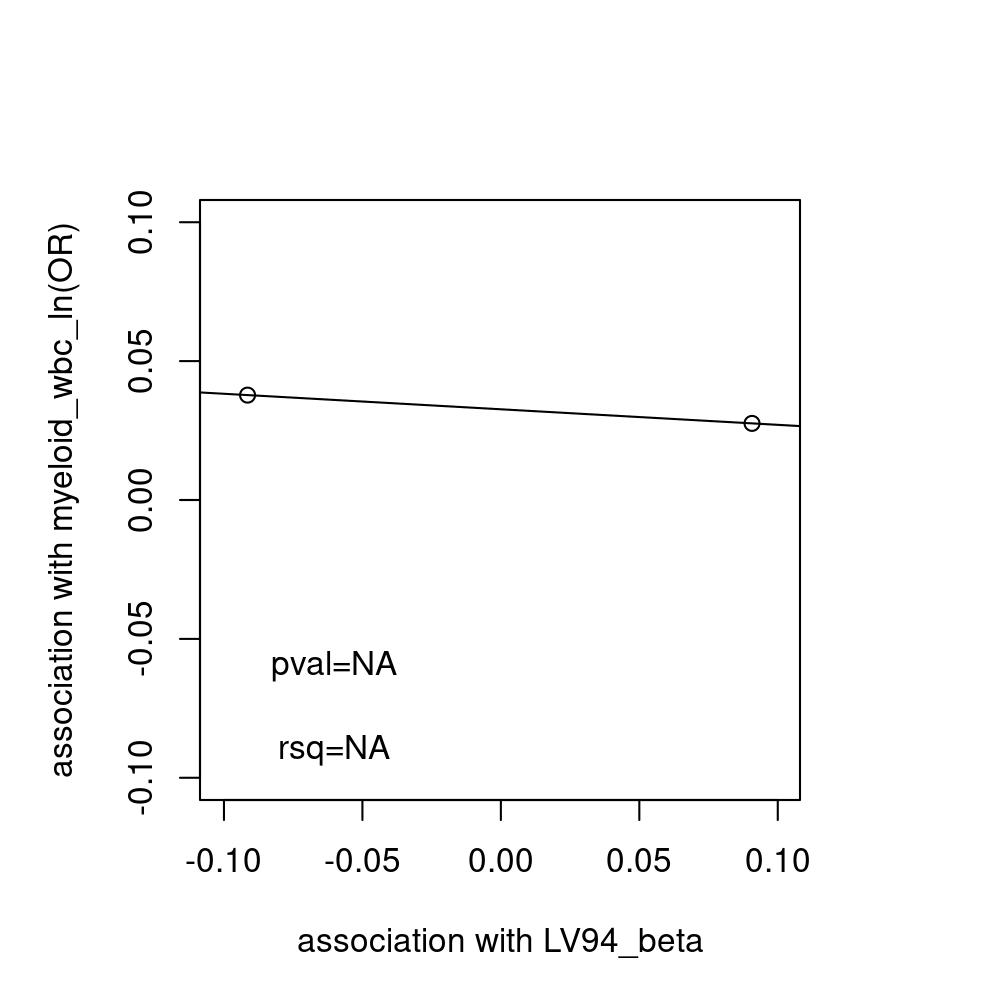 association with myeloid_wbc_ln(OR)
0.10
0.05
0.00
-0.05
-0.10
pval=NA
rsq=NA
-0.10 -0.05 0.00 0.05 0.10
association with LV94_beta